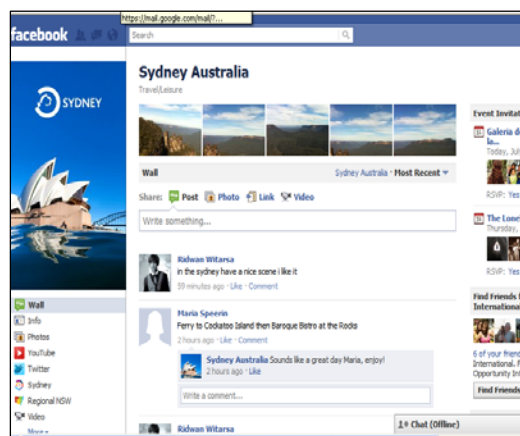 https://mail.google.com/mail/?...
facebook
Search
SYDNEY
Sydney Australia
Travel/Leisure
Wall
Sydney Australia · Most Recent
Share: Post Photo Link Video
Write something...
Ridwan Witarsa
in the sydney have a nice scene i like it
59 minutes ago · Like · Comment
Maria Speerin
Ferry to Cockatoo Island then Baroque Bistro at the Rocks
2 hours ago · Like · Comment
Sydney Australia Sounds like a great day Maria, enjoy!
2 hours ago · Like
Write a comment...
Ridwan Witarsa
Wall
Info
Photos
YouTube
Twitter
Sydney
Regional NSW
Video
More
Event Invitat
Galeria de
la...
Today, July
RSVP: Yes
The Lone
Thursday,
RSVP: Yes
Find Friends
International
6 of your friend
International. F
Opportunity Int
Find Friends
Chat (Offline)